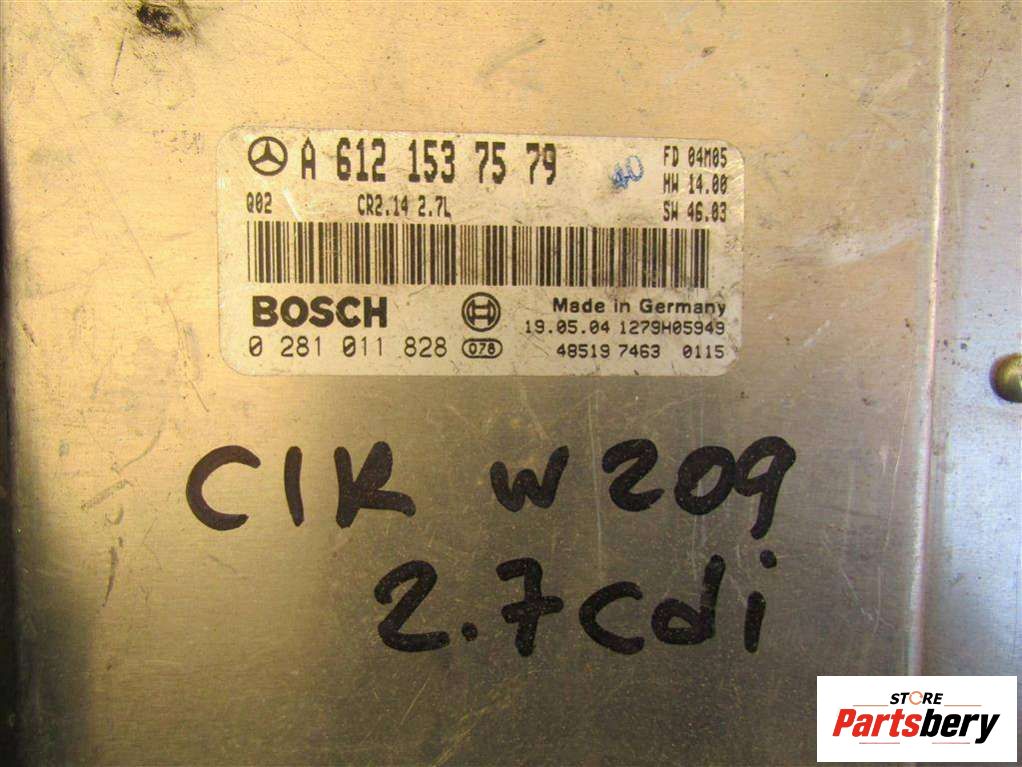 A 612 153 75 79
40
FD 04M05
MW 14.00
Q02 CR2.14 2.7L
SW 46.03
BOSCH
Made in Germany
19.05.04 1279H05949
0 281 011 828 078
48519 7463 0115
ClK w209
2.7cdi
STORE
Partsbery